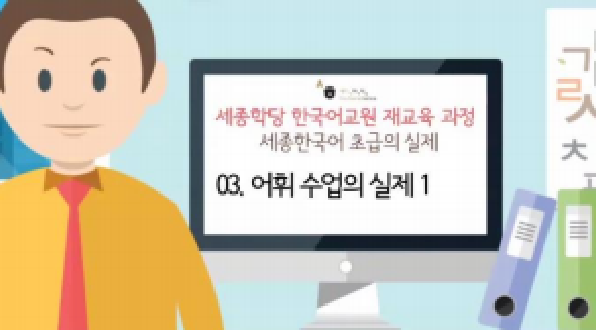 세종학당 한국어교원 재교육 과정
세종한국어 초급의 실제
03. 어휘 수업의 실제 1
ㄹ
ㅊ